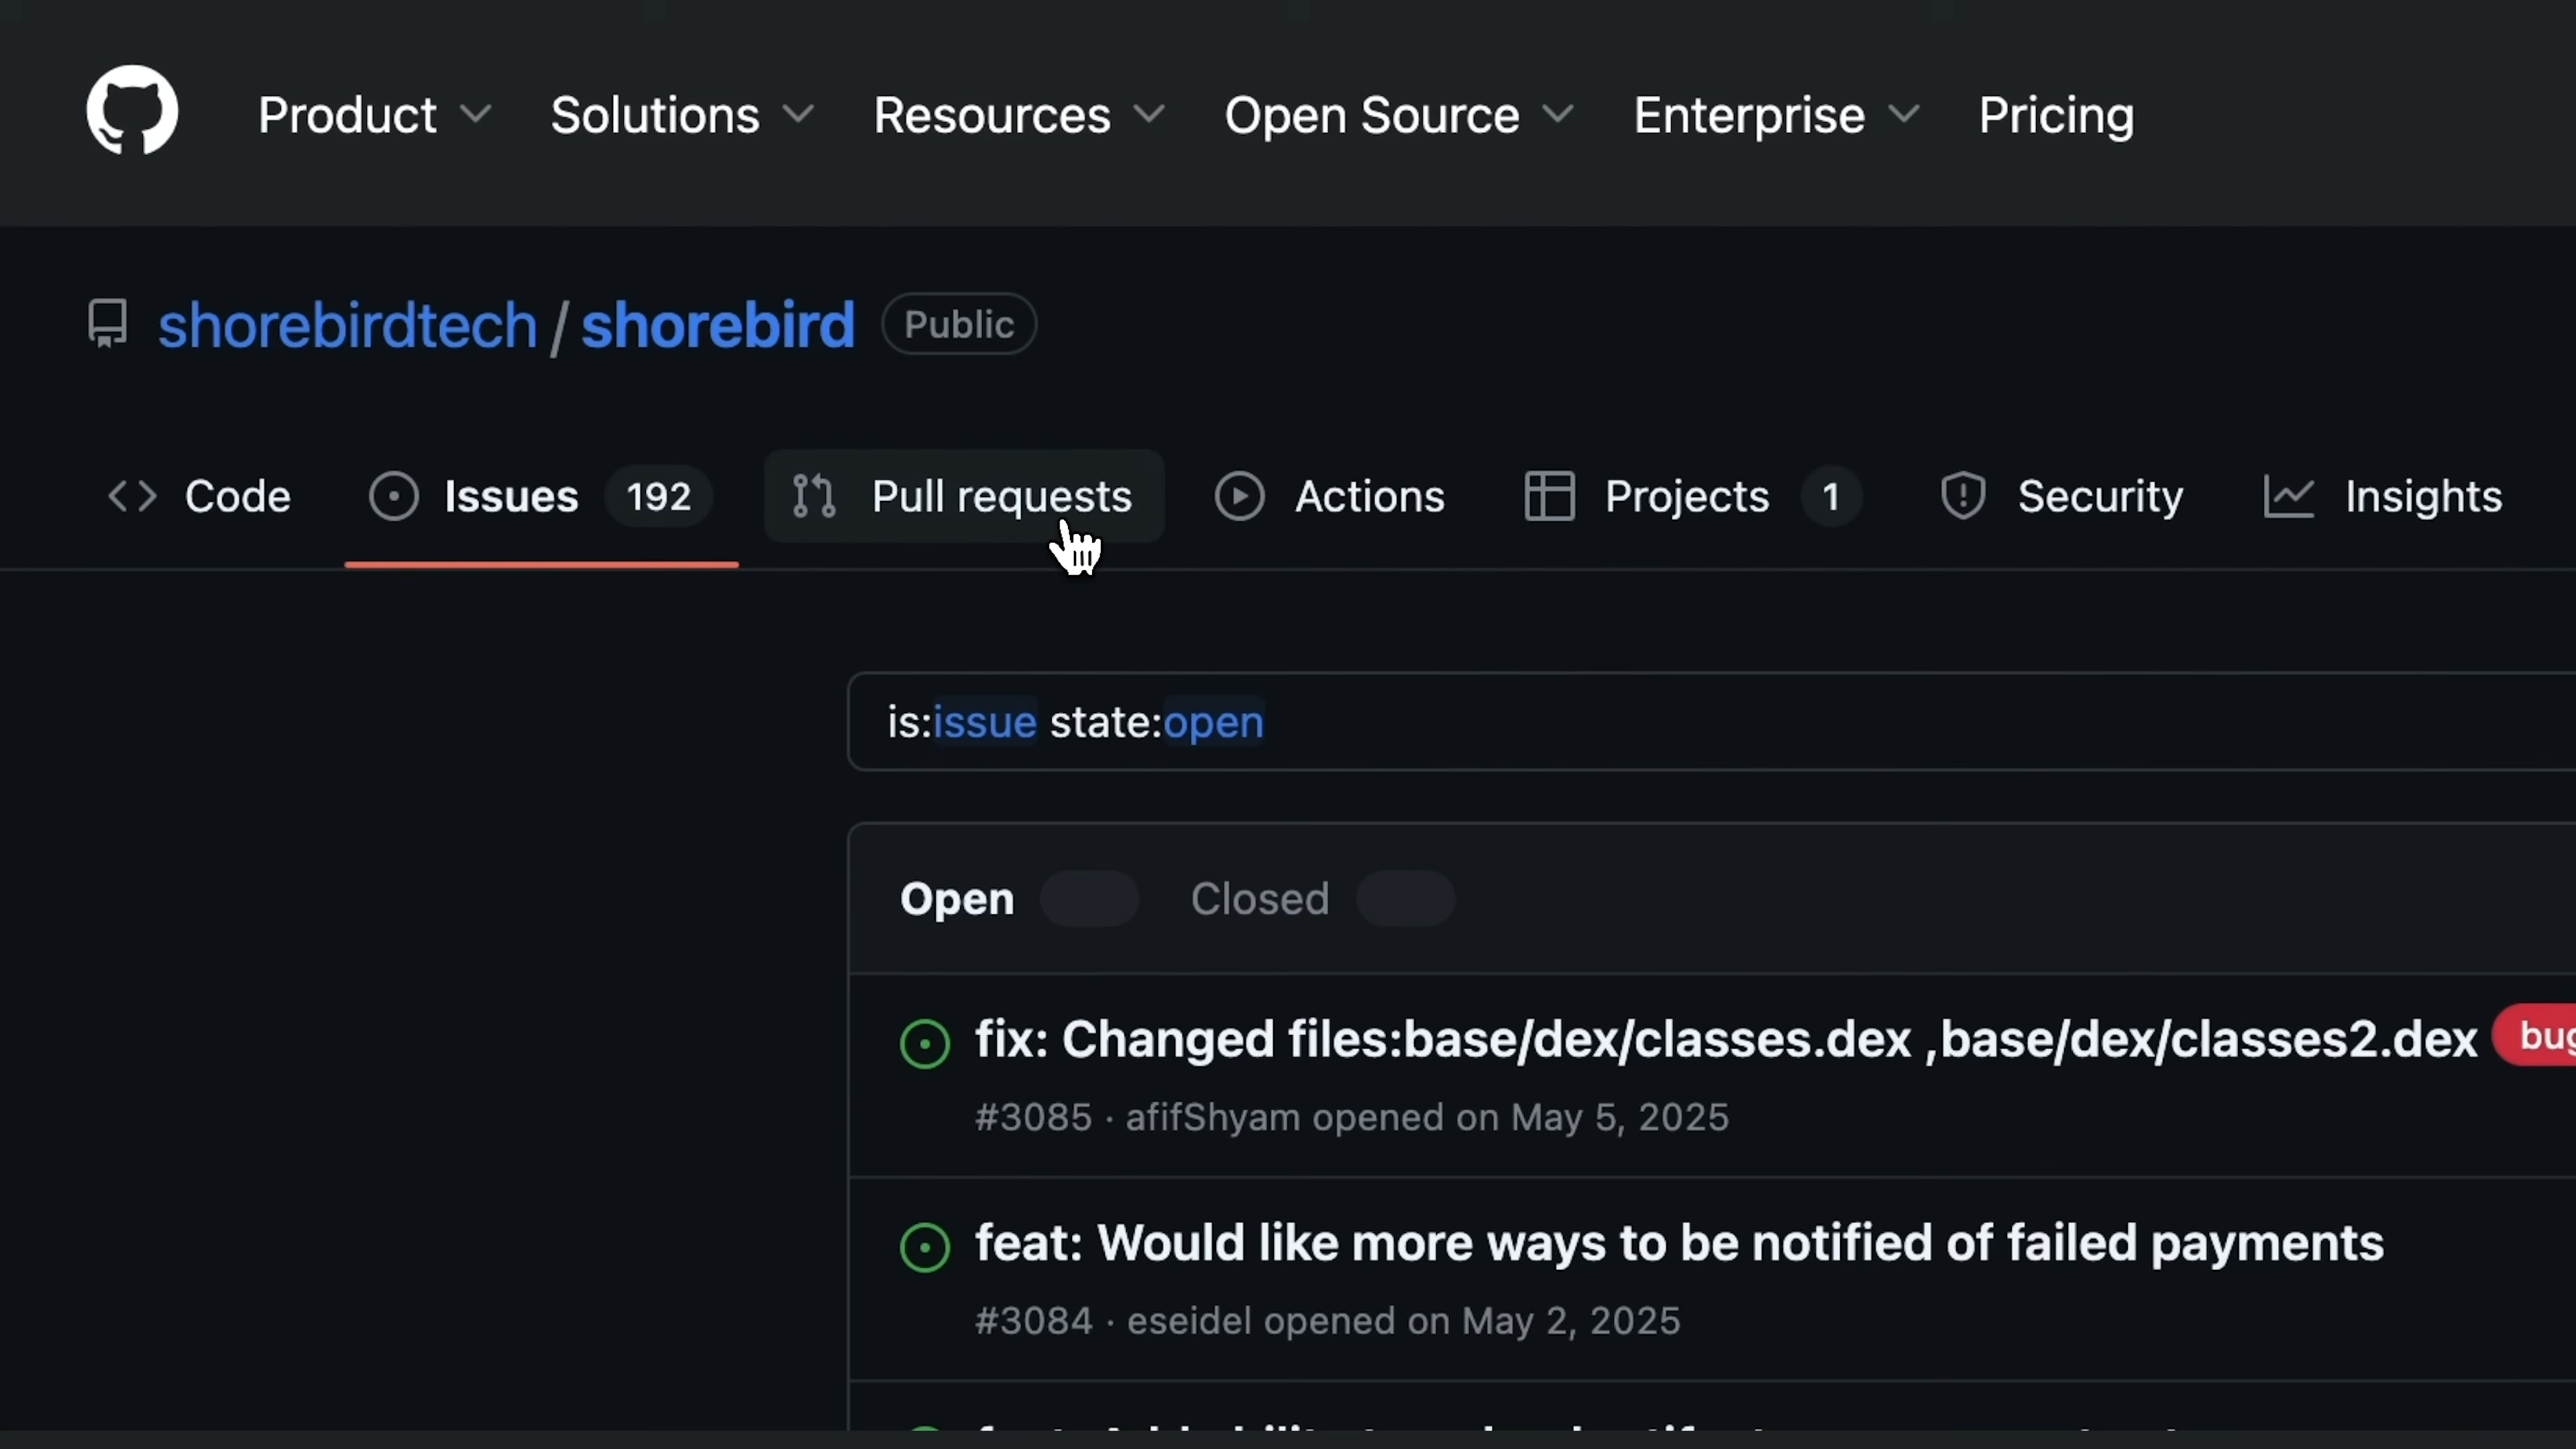 Product Solutions Resources Open Source Enterprise Pricing
shorebirdtech / shorebird Public
Code Issues 192 Pull requests Actions Projects 1 Security Insights
is:issue state:open
Open Closed
fix: Changed files:base/dex/classes.dex ,base/dex/classes2.dex bug
#3085 · afifShyam opened on May 5, 2025
feat: Would like more ways to be notified of failed payments
#3084 · eseidel opened on May 2, 2025